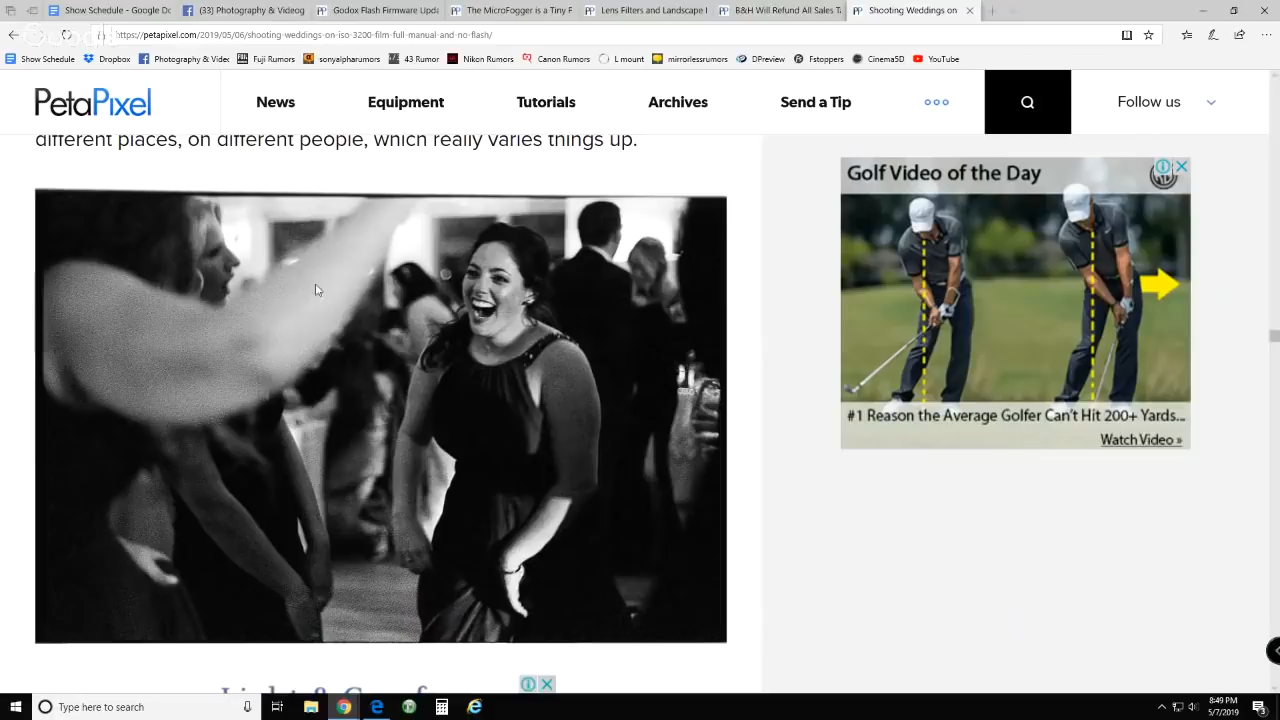 Show Schedule - Google Do
(33) Photography & Videog
Godox Flash Firmware Upda
The MicroFogger is a Tiny F
Lens Filters and Landscape I
B&H Will Refund All Sales Ta
Shooting Weddings on
https://petapixel.com/2019/05/06/shooting-weddings-on-iso-3200-film-full-manual-and-no-flash/
Show Schedule Dropbox Photography & Videc Fuji Rumors sonyalpharumors 43 Rumor Nikon Rumors Canon Rumors L mount mirrorlessrumors DPreview Fstoppers Cinema5D YouTube
PetaPixel News Equipment Tutorials Archives Send a Tip Follow us
different places, on different people, which really varies things up.
Golf Video of the Day
#1 Reason the Average Golfer Can't Hit 200+ Yards...
Watch Video »
Type here to search
8:49 PM
5/7/2019
3